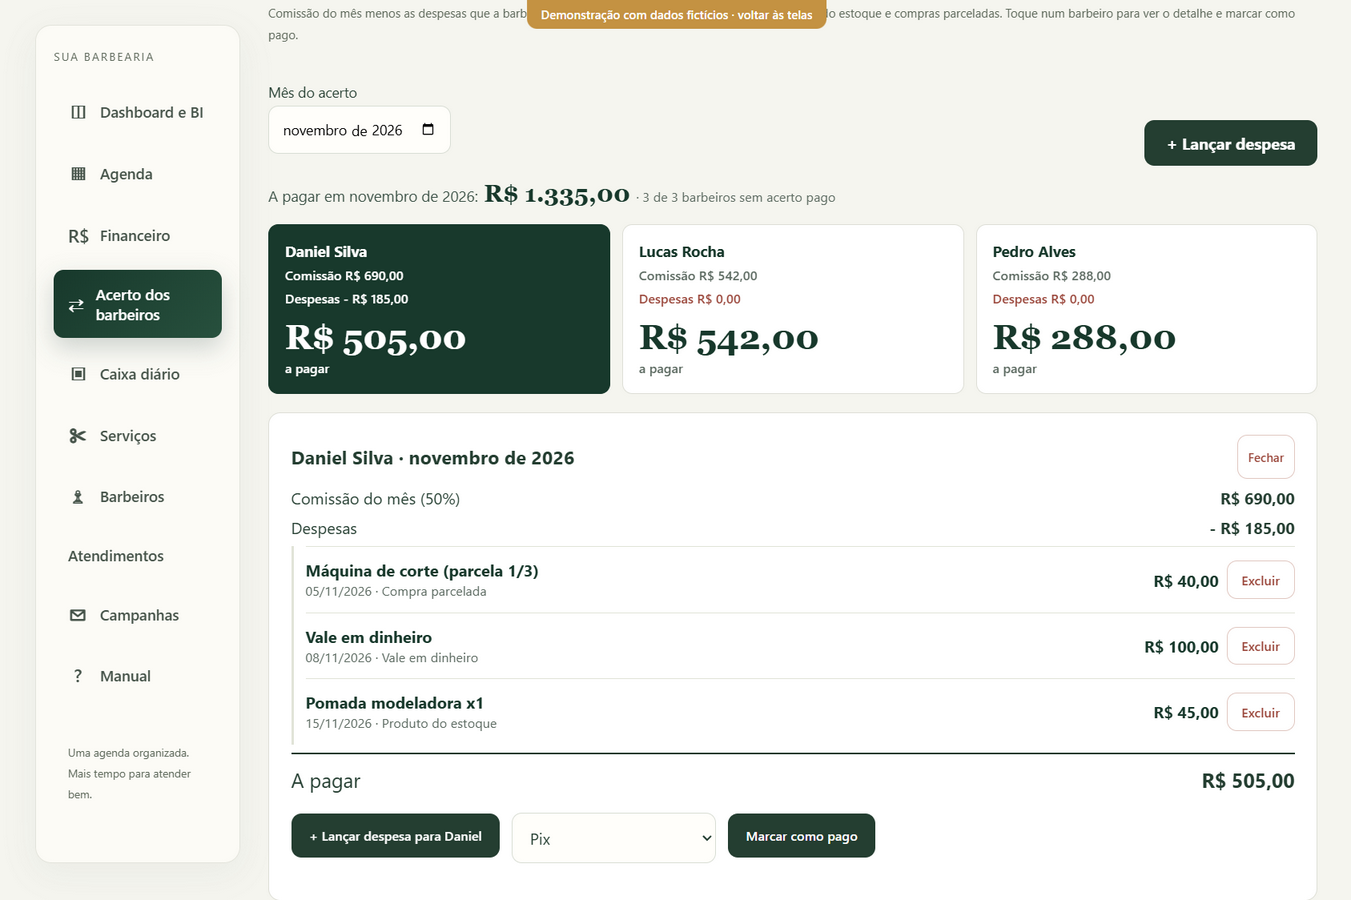 Comissão do mês menos as despesas que a barb
Demonstração com dados fictícios · voltar às telas
do estoque e compras parceladas. Toque num barbeiro para ver o detalhe e marcar como
pago.
SUA BARBEARIA
Dashboard e BI
Agenda
R$ Financeiro
Acerto dos
barbeiros
Caixa diário
Serviços
Barbeiros
Atendimentos
Campanhas
? Manual
Uma agenda organizada.
Mais tempo para atender
bem.
Mês do acerto
novembro de 2026
+ Lançar despesa
A pagar em novembro de 2026: R$ 1.335,00 · 3 de 3 barbeiros sem acerto pago
Daniel Silva
Comissão R$ 690,00
Despesas - R$ 185,00
R$ 505,00
a pagar
Lucas Rocha
Comissão R$ 542,00
Despesas R$ 0,00
R$ 542,00
a pagar
Pedro Alves
Comissão R$ 288,00
Despesas R$ 0,00
R$ 288,00
a pagar
Daniel Silva · novembro de 2026
Fechar
Comissão do mês (50%) R$ 690,00
Despesas - R$ 185,00
Máquina de corte (parcela 1/3)
05/11/2026 · Compra parcelada
R$ 40,00 Excluir
Vale em dinheiro
08/11/2026 · Vale em dinheiro
R$ 100,00 Excluir
Pomada modeladora x1
15/11/2026 · Produto do estoque
R$ 45,00 Excluir
A pagar R$ 505,00
+ Lançar despesa para Daniel
Pix
Marcar como pago